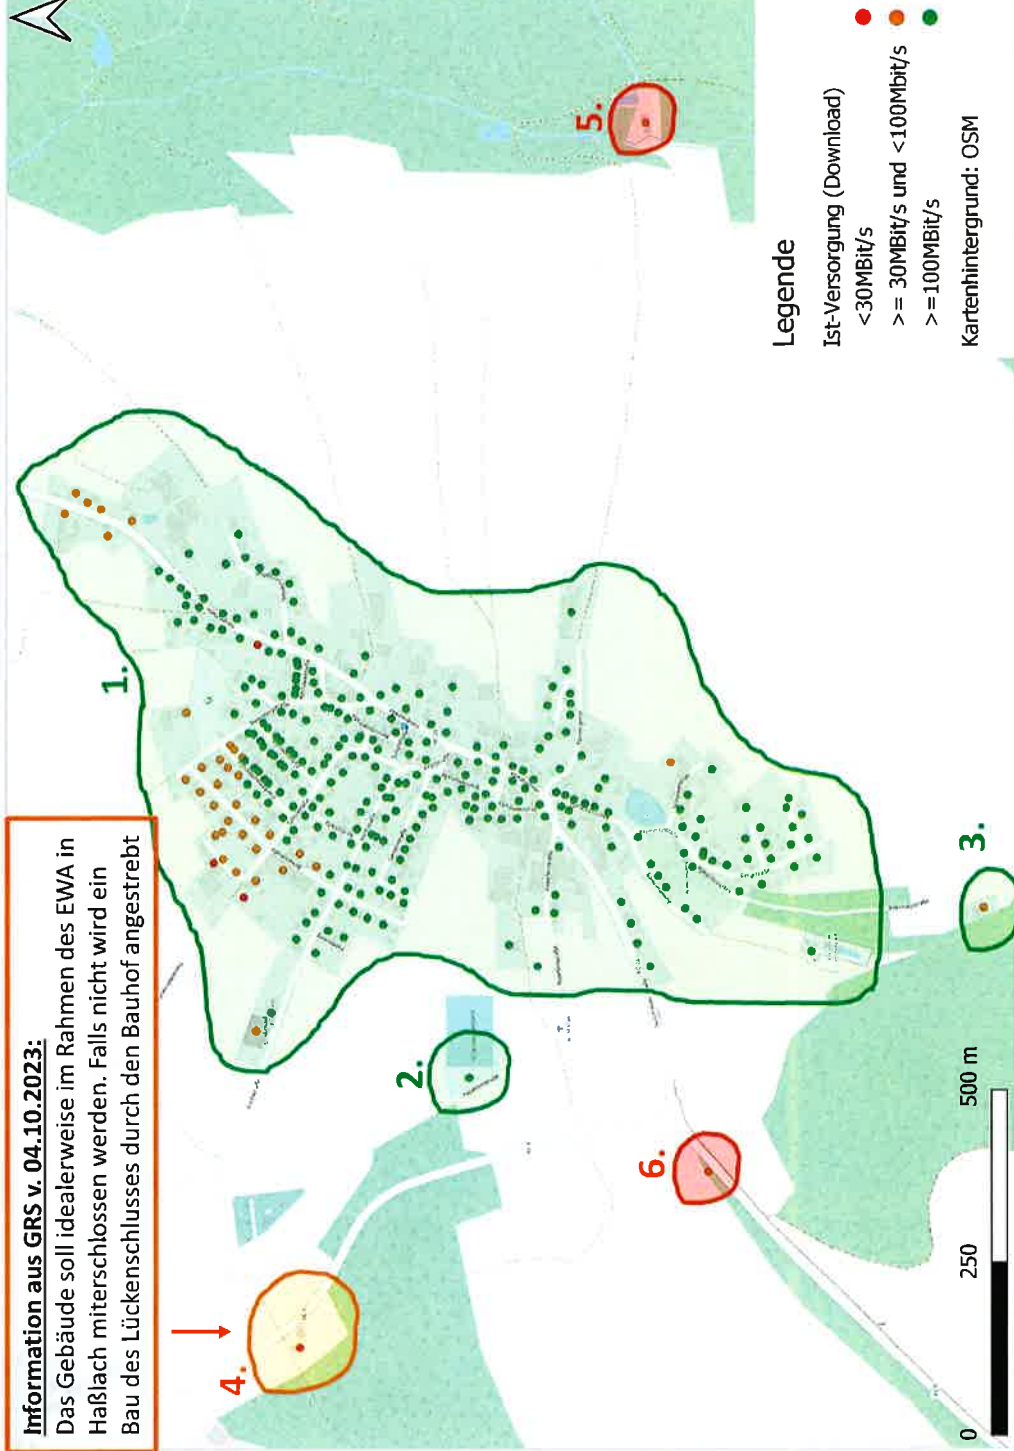 Information aus GRS v. 04.10.2023:
Das Gebäude soll idealerweise im Rahmen des EWA in
Haßlach miterschlossen werden. Falls nicht wird ein
Bau des Lückenschlusses durch den Bauhof angestrebt
1.
2.
3.
4.
5.
6.
Legende
Ist-Versorgung (Download)
<30MBit/s
>= 30MBit/s und <100Mbit/s
>=100MBit/s
Kartenhintergrund: OSM
0 250 500 m